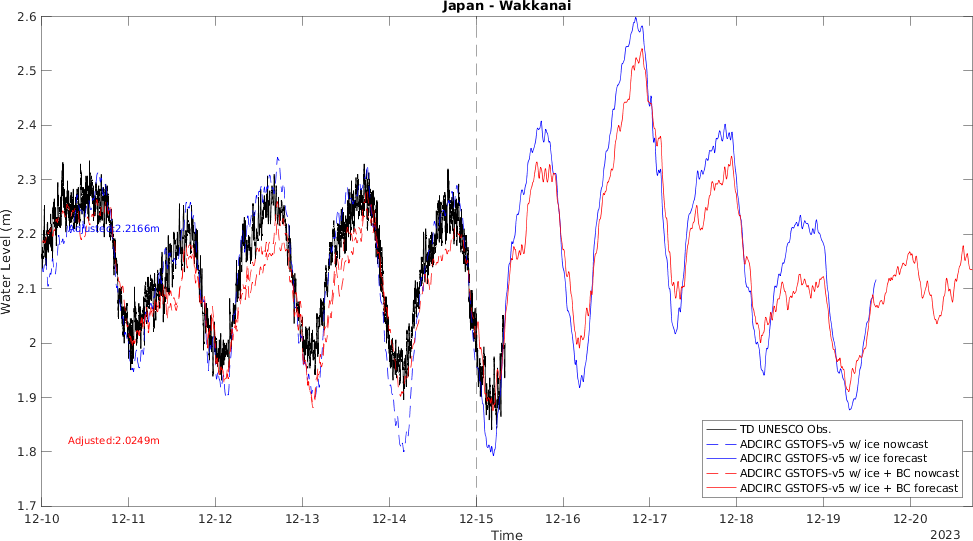 Japan - Wakkanai
2.6
2.5
2.4
2.3
2.2
2.1
2
1.9
1.8
1.7
Water Level (m)
Adjusted:2.2166m
Adjusted:2.0249m
TD UNESCO Obs.
ADCIRC GSTOFS-v5 w/ ice nowcast
ADCIRC GSTOFS-v5 w/ ice forecast
ADCIRC GSTOFS-v5 w/ ice + BC nowcast
ADCIRC GSTOFS-v5 w/ ice + BC forecast
12-10 12-11 12-12 12-13 12-14 12-15 12-16 12-17 12-18 12-19 12-20
Time
2023